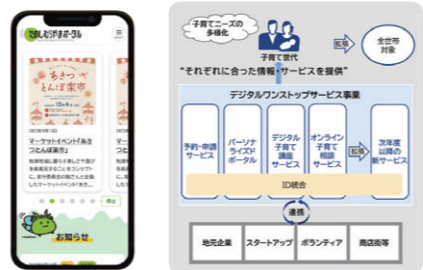 たのしむらやまポータル
あきつ
とんぼ楽市
マーケットイベント「あき
つとんぼ楽市」
お知らせ
停止
子育てニーズの
多様化
子育て世代
拡張
全世帯
対象
“それぞれに合った情報・サービスを提供”
デジタルワンストップサービス事業
予約・申請
サービス
パーソナ
ライズド
ポータル
デジタル
子育て
講座
サービス
オンライン
子育て
相談
サービス
拡張
次年度
以降の
新サービス
ID統合
連携
地元企業
スタートアップ
ボランティア
商店街等